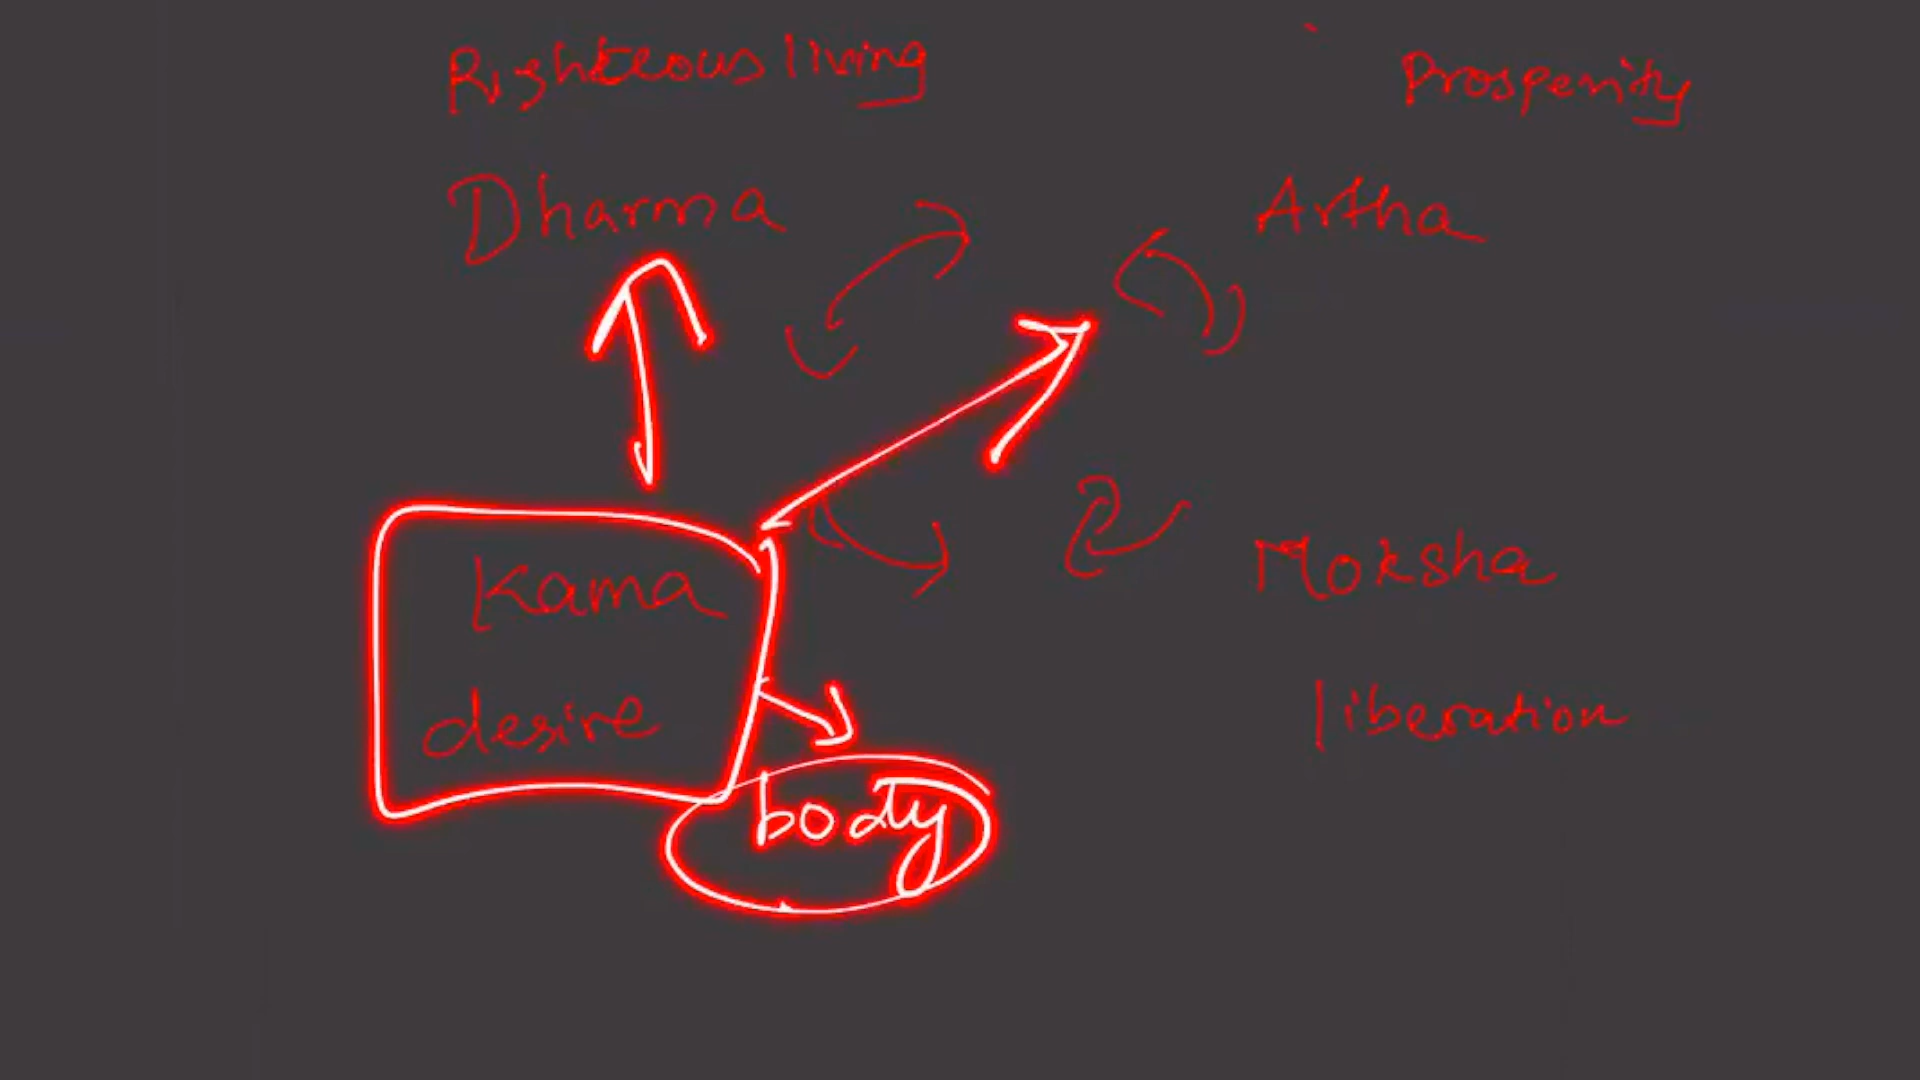 Righteous living
Prosperity
Dharma
Artha
Kama
Moksha
desire
liberation
body